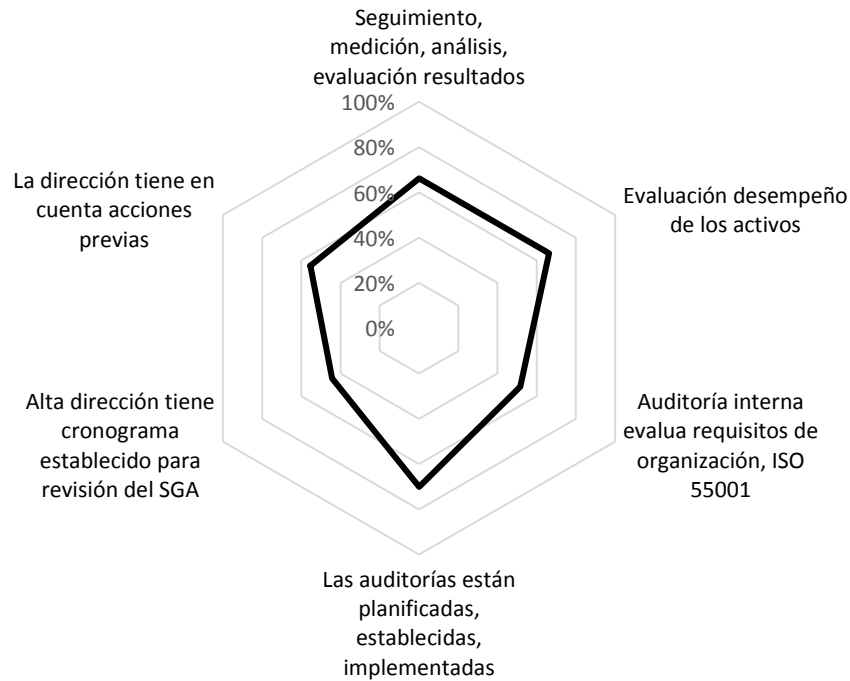 Seguimiento,
medición, análisis,
evaluación resultados
100%
80%
60%
40%
20%
0%
Evaluación desempeño
de los activos
Auditoría interna
evalua requisitos de
organización, ISO
55001
Las auditorías están
planificadas,
establecidas,
implementadas
Alta dirección tiene
cronograma
establecido para
revisión del SGA
La dirección tiene en
cuenta acciones
previas